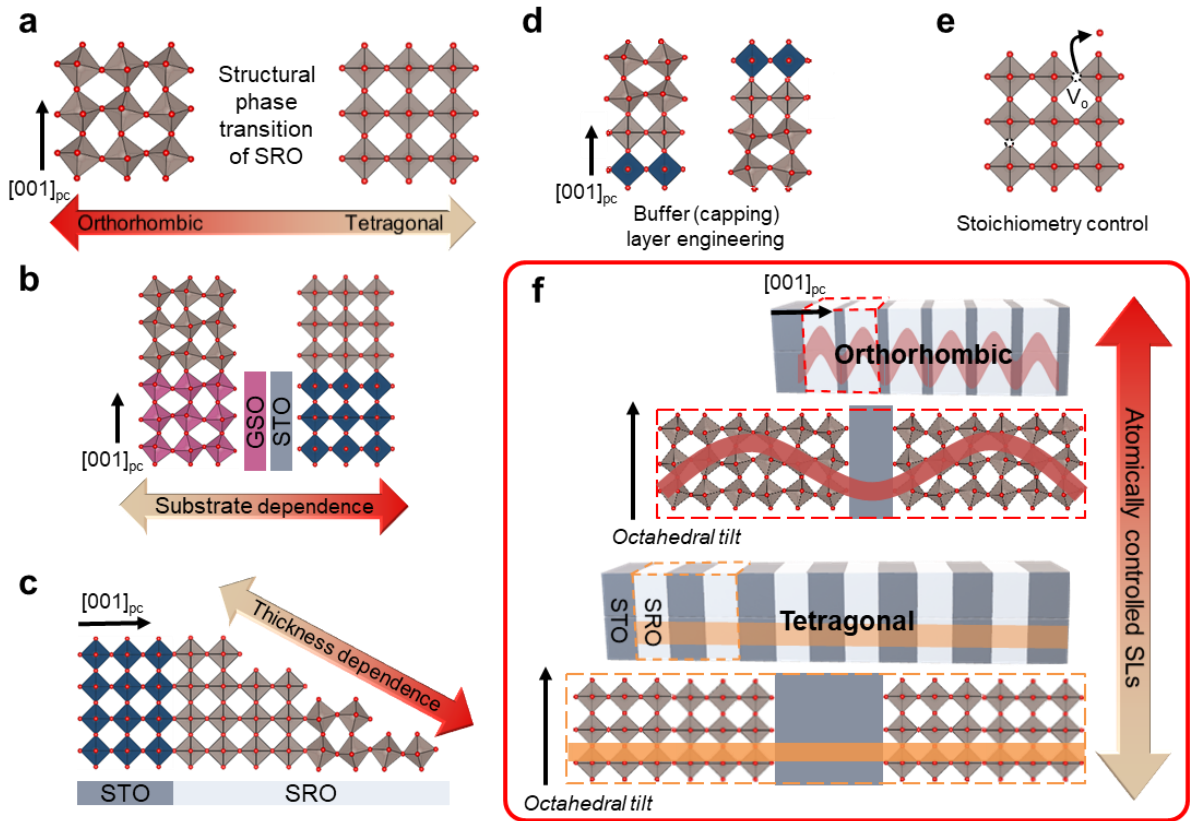 a
Structural
phase
transition
of SRO
[001]pc
Orthorhombic
Tetragonal
b
GSO
STO
[001]pc
Substrate dependence
c
[001]pc
Thickness dependence
STO
SRO
d
[001]pc
Buffer (capping)
layer engineering
e
Vo
Stoichiometry control
f
[001]pc
Orthorhombic
Octahedral tilt
STO
SRO
Tetragonal
Octahedral tilt
Atomically controlled SLs